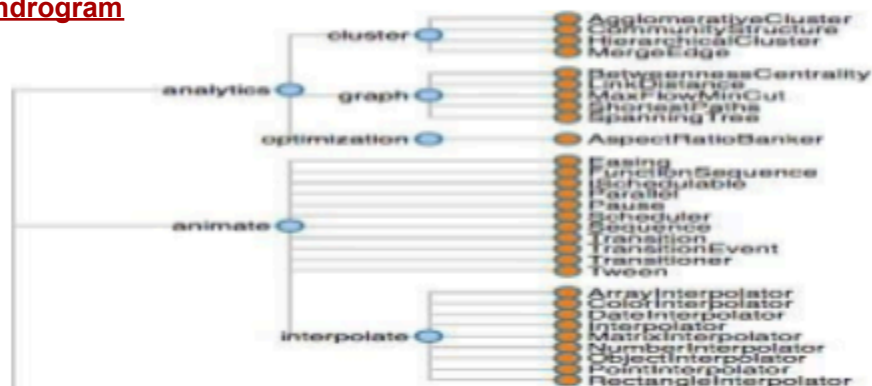 ndrogram
cluster
AgglomerativeCluster
CommunityStructure
HierarchicalCluster
MergeEdge
analytics
graph
BetweennessCentrality
LinkDistance
MaxFlowMinCut
ShortestPaths
SpanningTree
optimization
AspectRatioBanker
animate
Easing
FunctionSequence
ISchedulable
Parallel
Pause
Scheduler
Sequence
Transition
TransitionEvent
Transitioner
Tween
interpolate
ArrayInterpolator
ColorInterpolator
DateInterpolator
Interpolator
MatrixInterpolator
NumberInterpolator
ObjectInterpolator
PointInterpolator
RectangleInterpolator